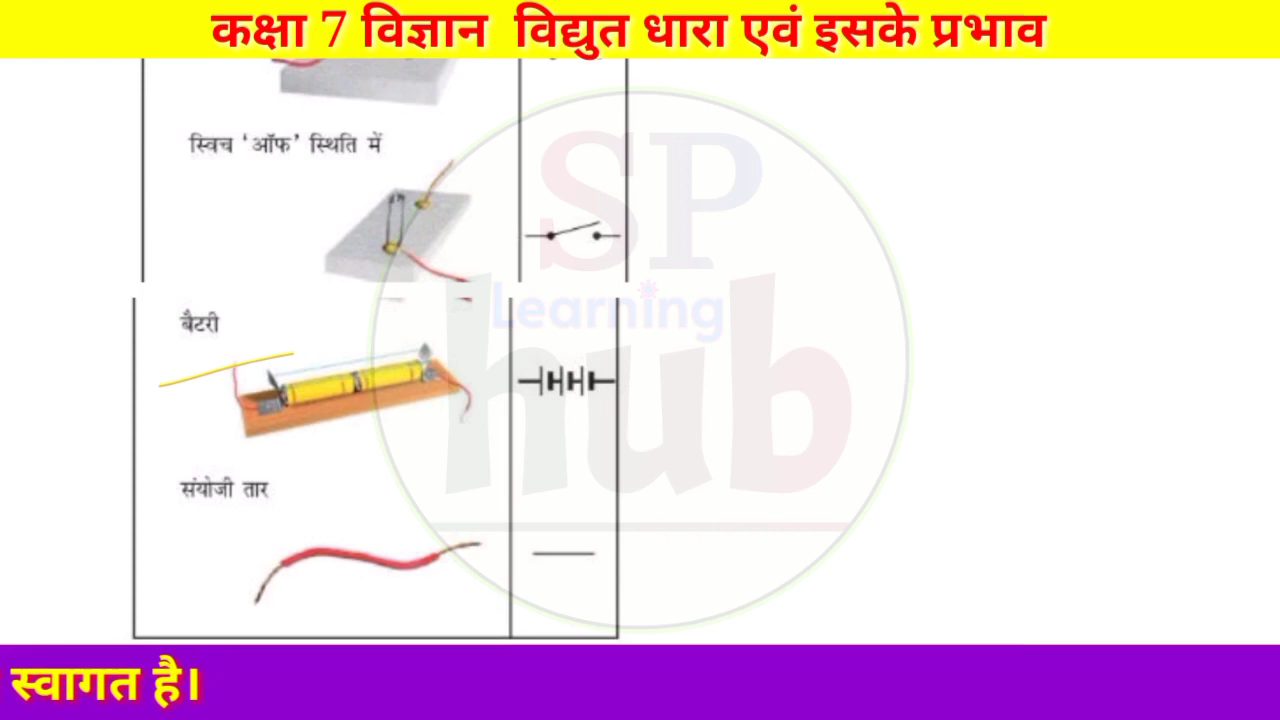 कक्षा 7 विज्ञान विद्युत धारा एवं इसके प्रभाव
स्विच ‘ऑफ’ स्थिति में
SP
Learning
hub
बैटरी
संयोजी तार
स्वागत है।